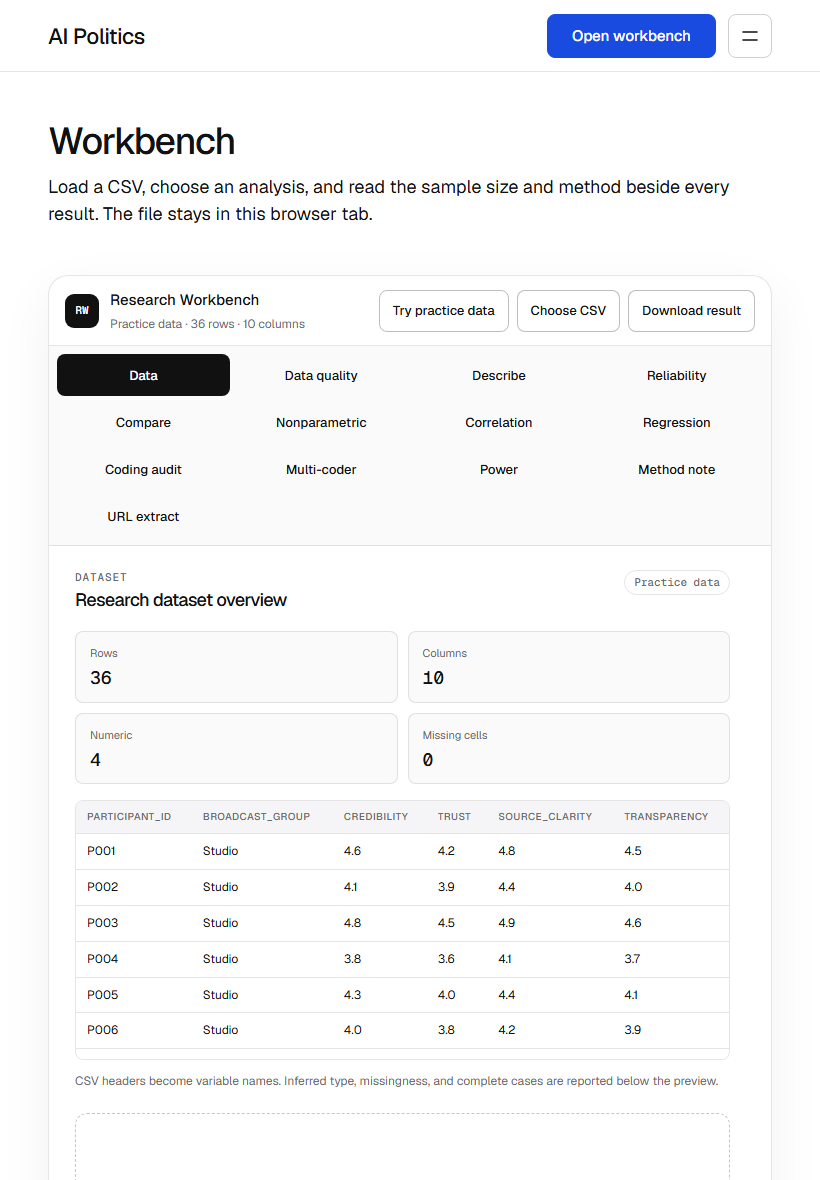 AI Politics
Open workbench
Workbench
Load a CSV, choose an analysis, and read the sample size and method beside every
result. The file stays in this browser tab.
RW
Research Workbench
Practice data · 36 rows · 10 columns
Try practice data
Choose CSV
Download result
Data
Data quality
Describe
Reliability
Compare
Nonparametric
Correlation
Regression
Coding audit
Multi-coder
Power
Method note
URL extract
DATASET
Research dataset overview
Practice data
Rows
36
Columns
10
Numeric
4
Missing cells
0
PARTICIPANT_ID BROADCAST_GROUP CREDIBILITY TRUST SOURCE_CLARITY TRANSPARENCY
P001 Studio 4.6 4.2 4.8 4.5
P002 Studio 4.1 3.9 4.4 4.0
P003 Studio 4.8 4.5 4.9 4.6
P004 Studio 3.8 3.6 4.1 3.7
P005 Studio 4.3 4.0 4.4 4.1
P006 Studio 4.0 3.8 4.2 3.9
CSV headers become variable names. Inferred type, missingness, and complete cases are reported below the preview.